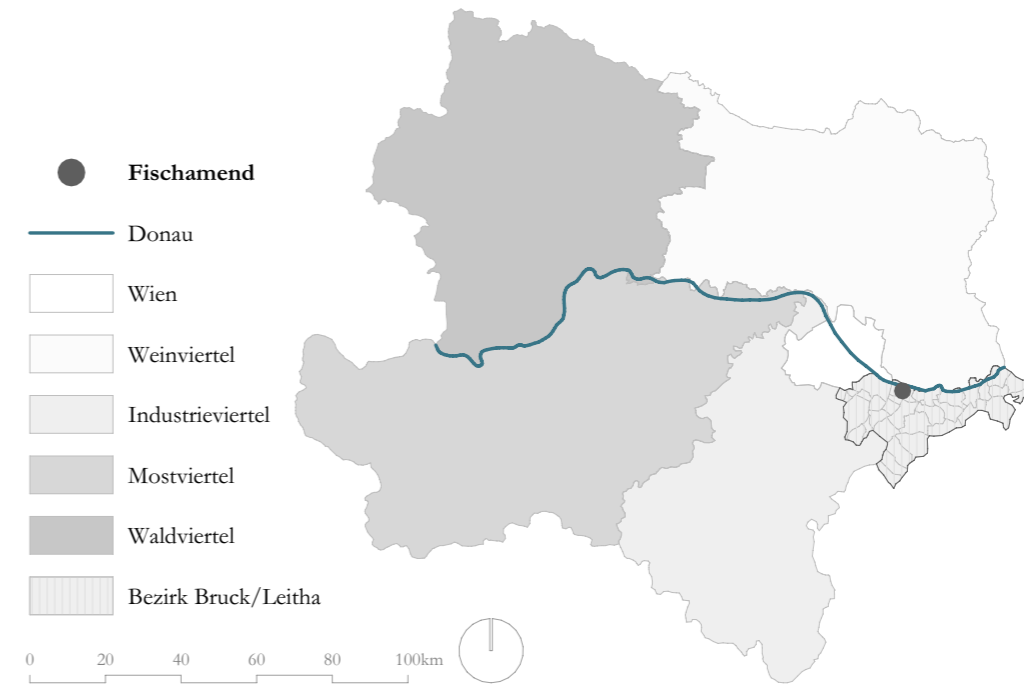 Fischamend
Donau
Wien
Weinviertel
Industrieviertel
Mostviertel
Waldviertel
Bezirk Bruck/Leitha
0 20 40 60 80 100km